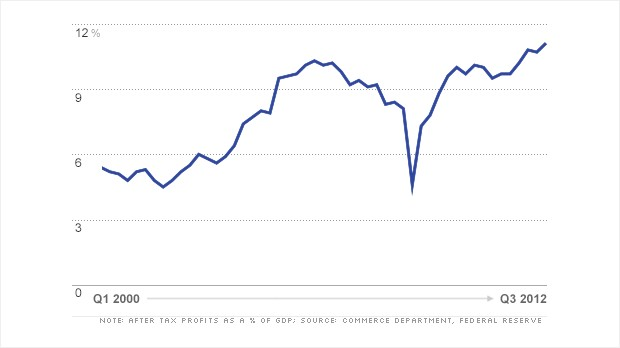 12 %
9
6
3
0
Q1 2000 Q3 2012
NOTE: AFTER TAX PROFITS AS A % OF GDP; SOURCE: COMMERCE DEPARTMENT, FEDERAL RESERVE